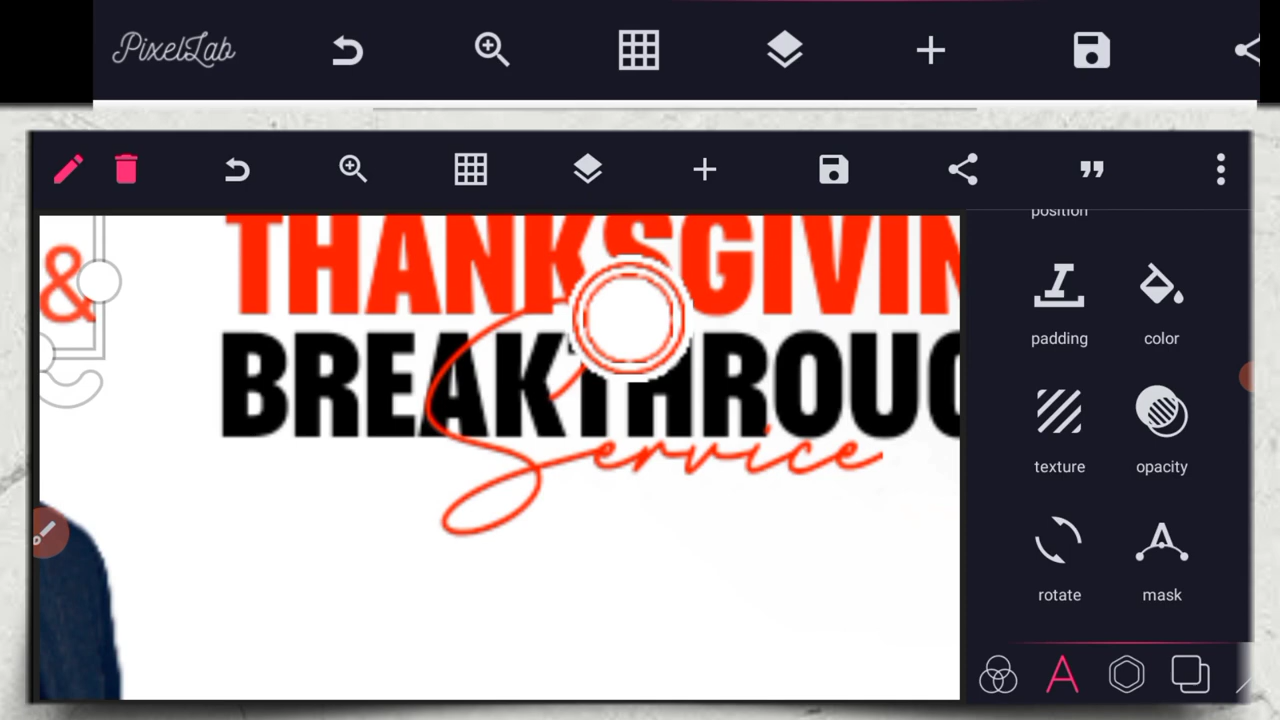 PixelLab
position
&
THANKSGIVIN
BREAKTHROUG
Service
padding
color
texture
opacity
rotate
mask